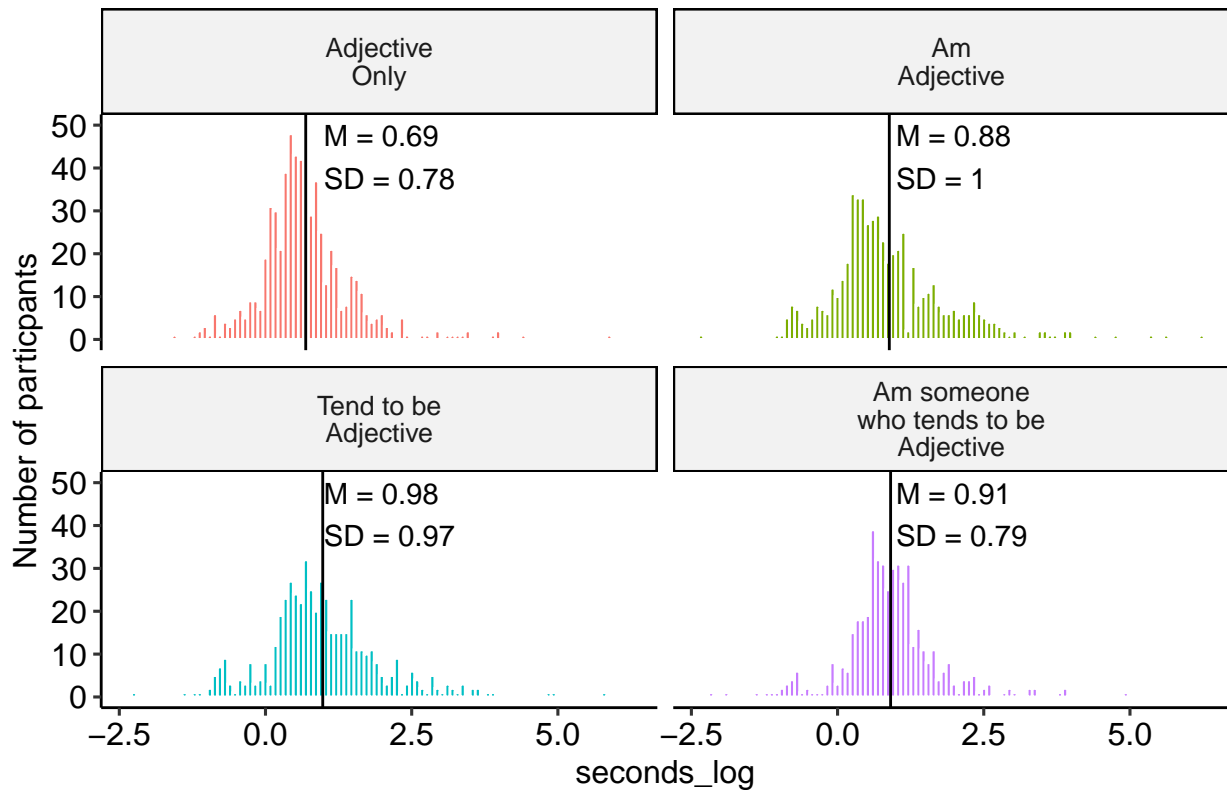 Adjective
Only
Am
Adjective
50
40
30
20
10
0
M = 0.69
SD = 0.78
M = 0.88
SD = 1
Tend to be
Adjective
Am someone
who tends to be
Adjective
50
40
30
20
10
0
M = 0.98
SD = 0.97
M = 0.91
SD = 0.79
−2.5 0.0 2.5 5.0
−2.5 0.0 2.5 5.0
seconds_log
Number of particpants